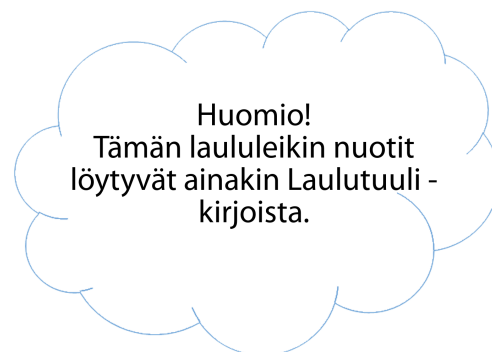 Huomio!
Tämän laululeikin nuotit
löytyvät ainakin Laulutuuli -
kirjoista.